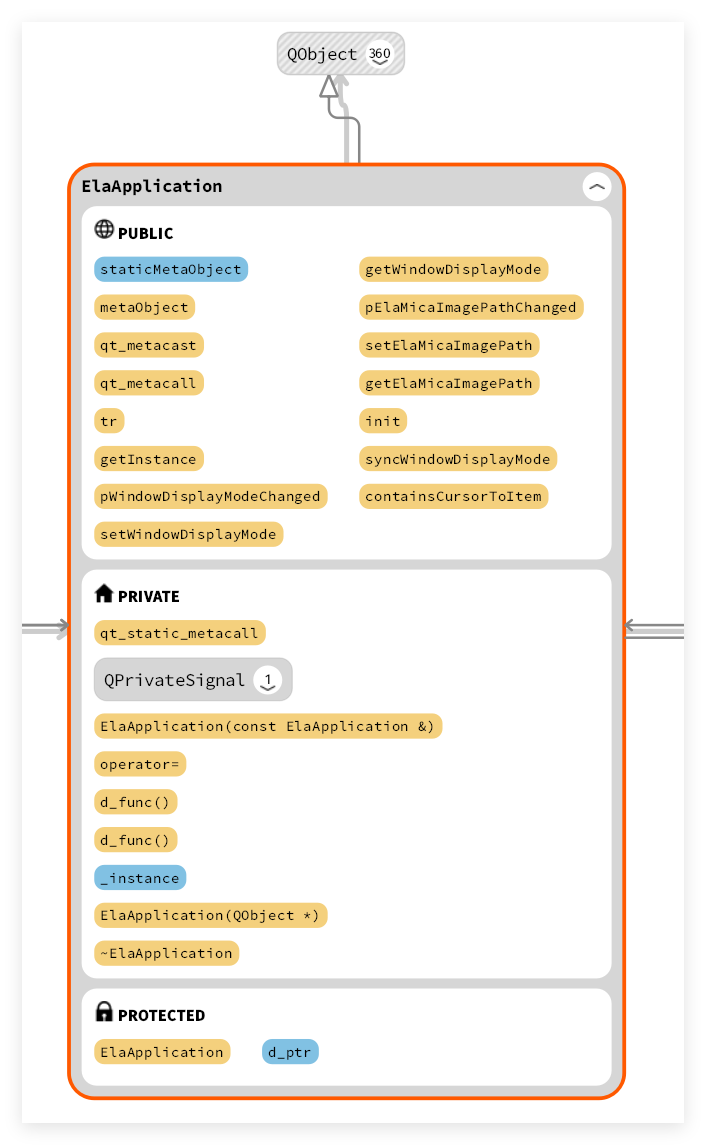 QObject 360
ElaApplication
PUBLIC
staticMetaObject
getWindowDisplayMode
metaObject
pElaMicaImagePathChanged
qt_metacast
setElaMicaImagePath
qt_metacall
getElaMicaImagePath
tr
init
getInstance
syncWindowDisplayMode
pWindowDisplayModeChanged
containsCursorToItem
setWindowDisplayMode
PRIVATE
qt_static_metacall
QPrivateSignal 1
ElaApplication(const ElaApplication &)
operator=
d_func()
d_func()
_instance
ElaApplication(QObject *)
~ElaApplication
PROTECTED
ElaApplication
d_ptr